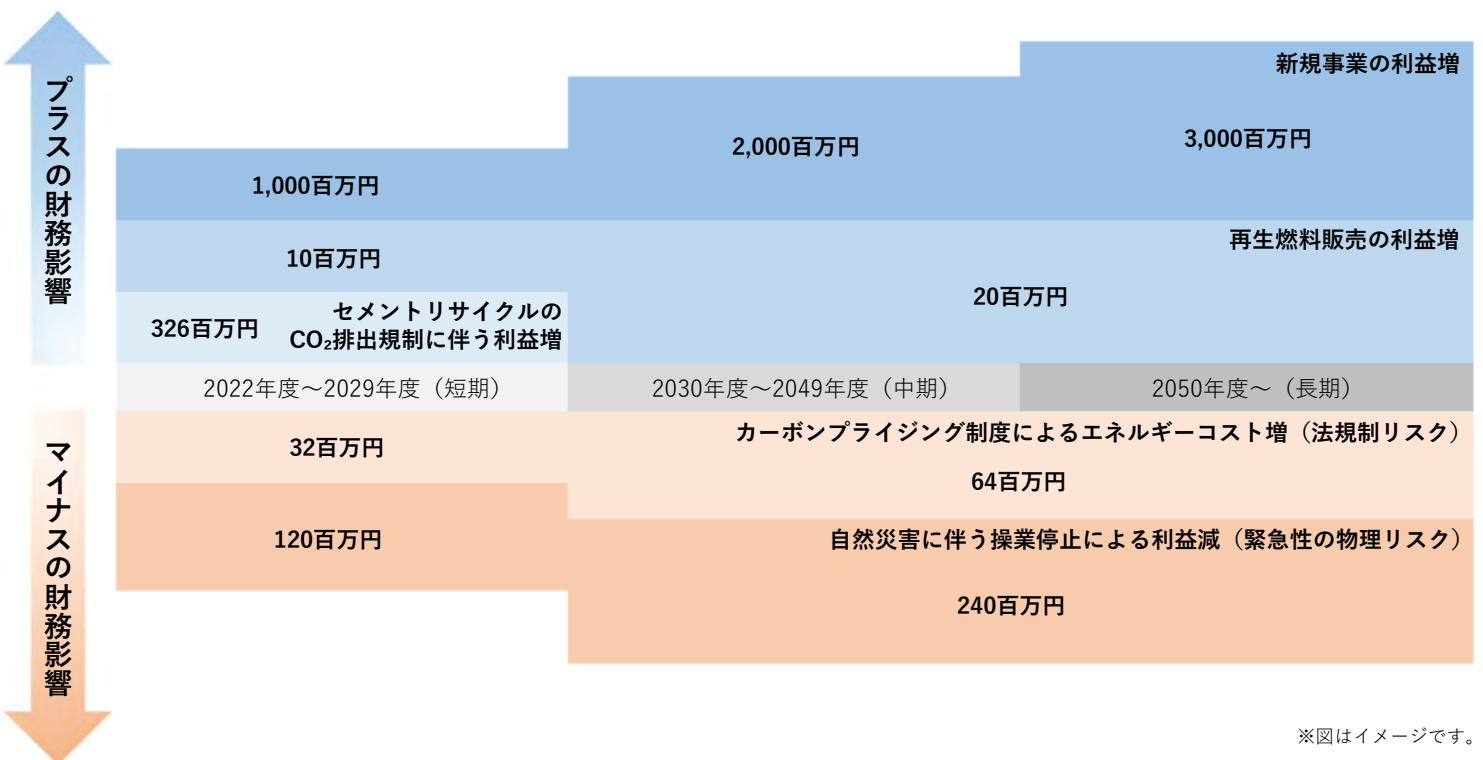 プラスの財務影響
新規事業の利益増
1,000百万円
2,000百万円
3,000百万円
再生燃料販売の利益増
10百万円
20百万円
326百万円
セメントリサイクルの
CO₂排出規制に伴う利益増
2022年度～2029年度（短期）
2030年度～2049年度（中期）
2050年度～（長期）
マイナスの財務影響
カーボンプライジング制度によるエネルギーコスト増（法規制リスク）
32百万円
64百万円
自然災害に伴う操業停止による利益減（緊急性の物理リスク）
120百万円
240百万円
※図はイメージです。